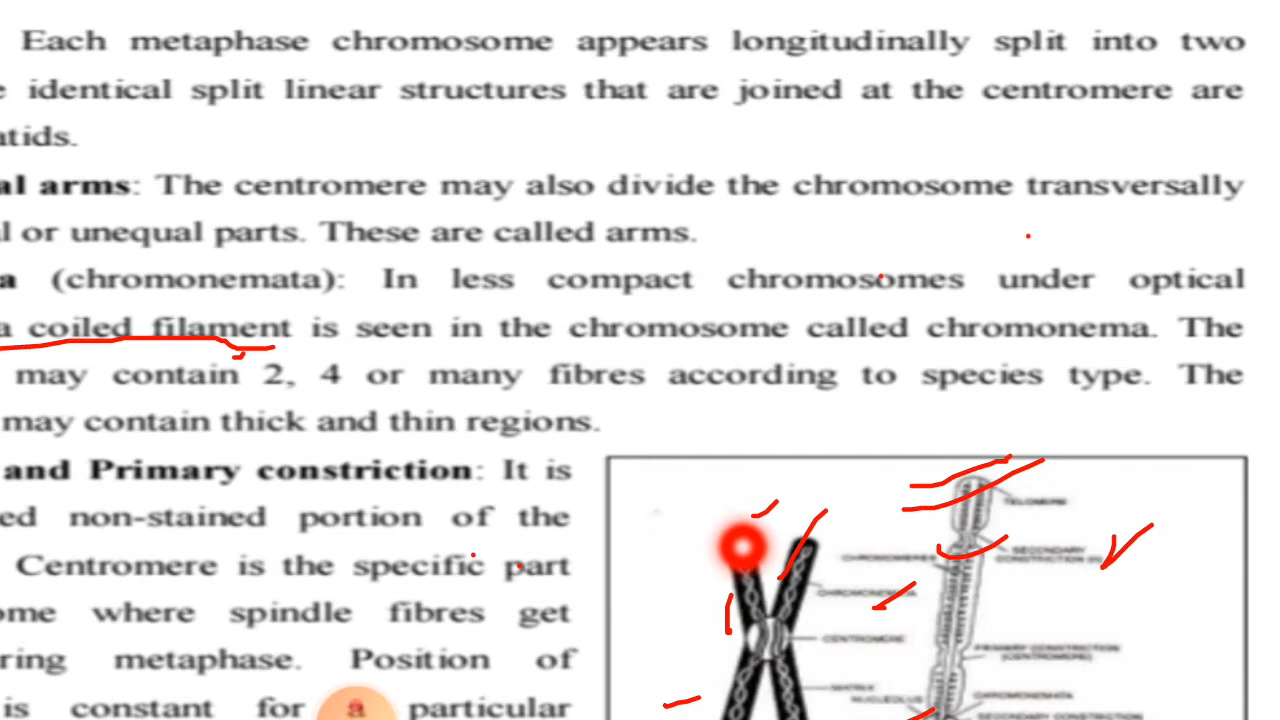 Each metaphase chromosome appears longitudinally split into two
identical split linear structures that are joined at the centromere are
atids.
al arms: The centromere may also divide the chromosome transversally
l or unequal parts. These are called arms.
a (chromonemata): In less compact chromosomes under optical
a coiled filament is seen in the chromosome called chromonema. The
may contain 2, 4 or many fibres according to species type. The
may contain thick and thin regions.
and Primary constriction: It is
ed non-stained portion of the
Centromere is the specific part
ome where spindle fibres get
ring metaphase. Position of
is constant for a particular
TELOMERE
CHROMOMERES
SECONDARY
CONSTRICTION (II)
CHROMONEMATA
CENTROMERE
PRIMARY CONSTRICTION
(CENTROMERE)
MATRIX
NUCLEOLUS
CHROMONEMATA
SECONDARY CONSTRICTION